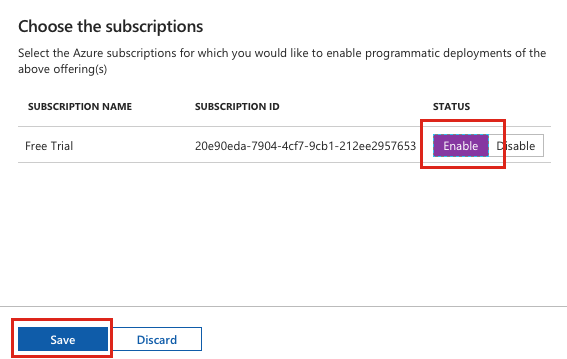 Choose the subscriptions
Select the Azure subscriptions for which you would like to enable programmatic deployments of the
above offering(s)
SUBSCRIPTION NAME SUBSCRIPTION ID STATUS
Free Trial 20e90eda-7904-4cf7-9cb1-212ee2957653 Enable Disable
Save Discard